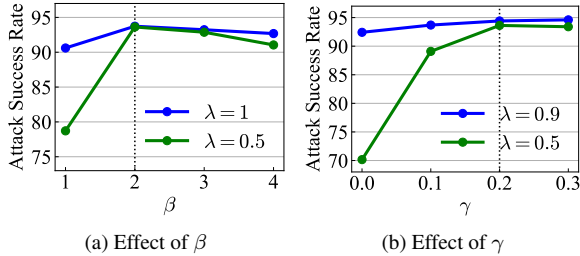 Attack Success Rate
95
90
85
80
75
λ = 1
λ = 0.5
1 2 3 4
β
(a) Effect of β
Attack Success Rate
95
90
85
80
75
70
λ = 0.9
λ = 0.5
0.0 0.1 0.2 0.3
γ
(b) Effect of γ